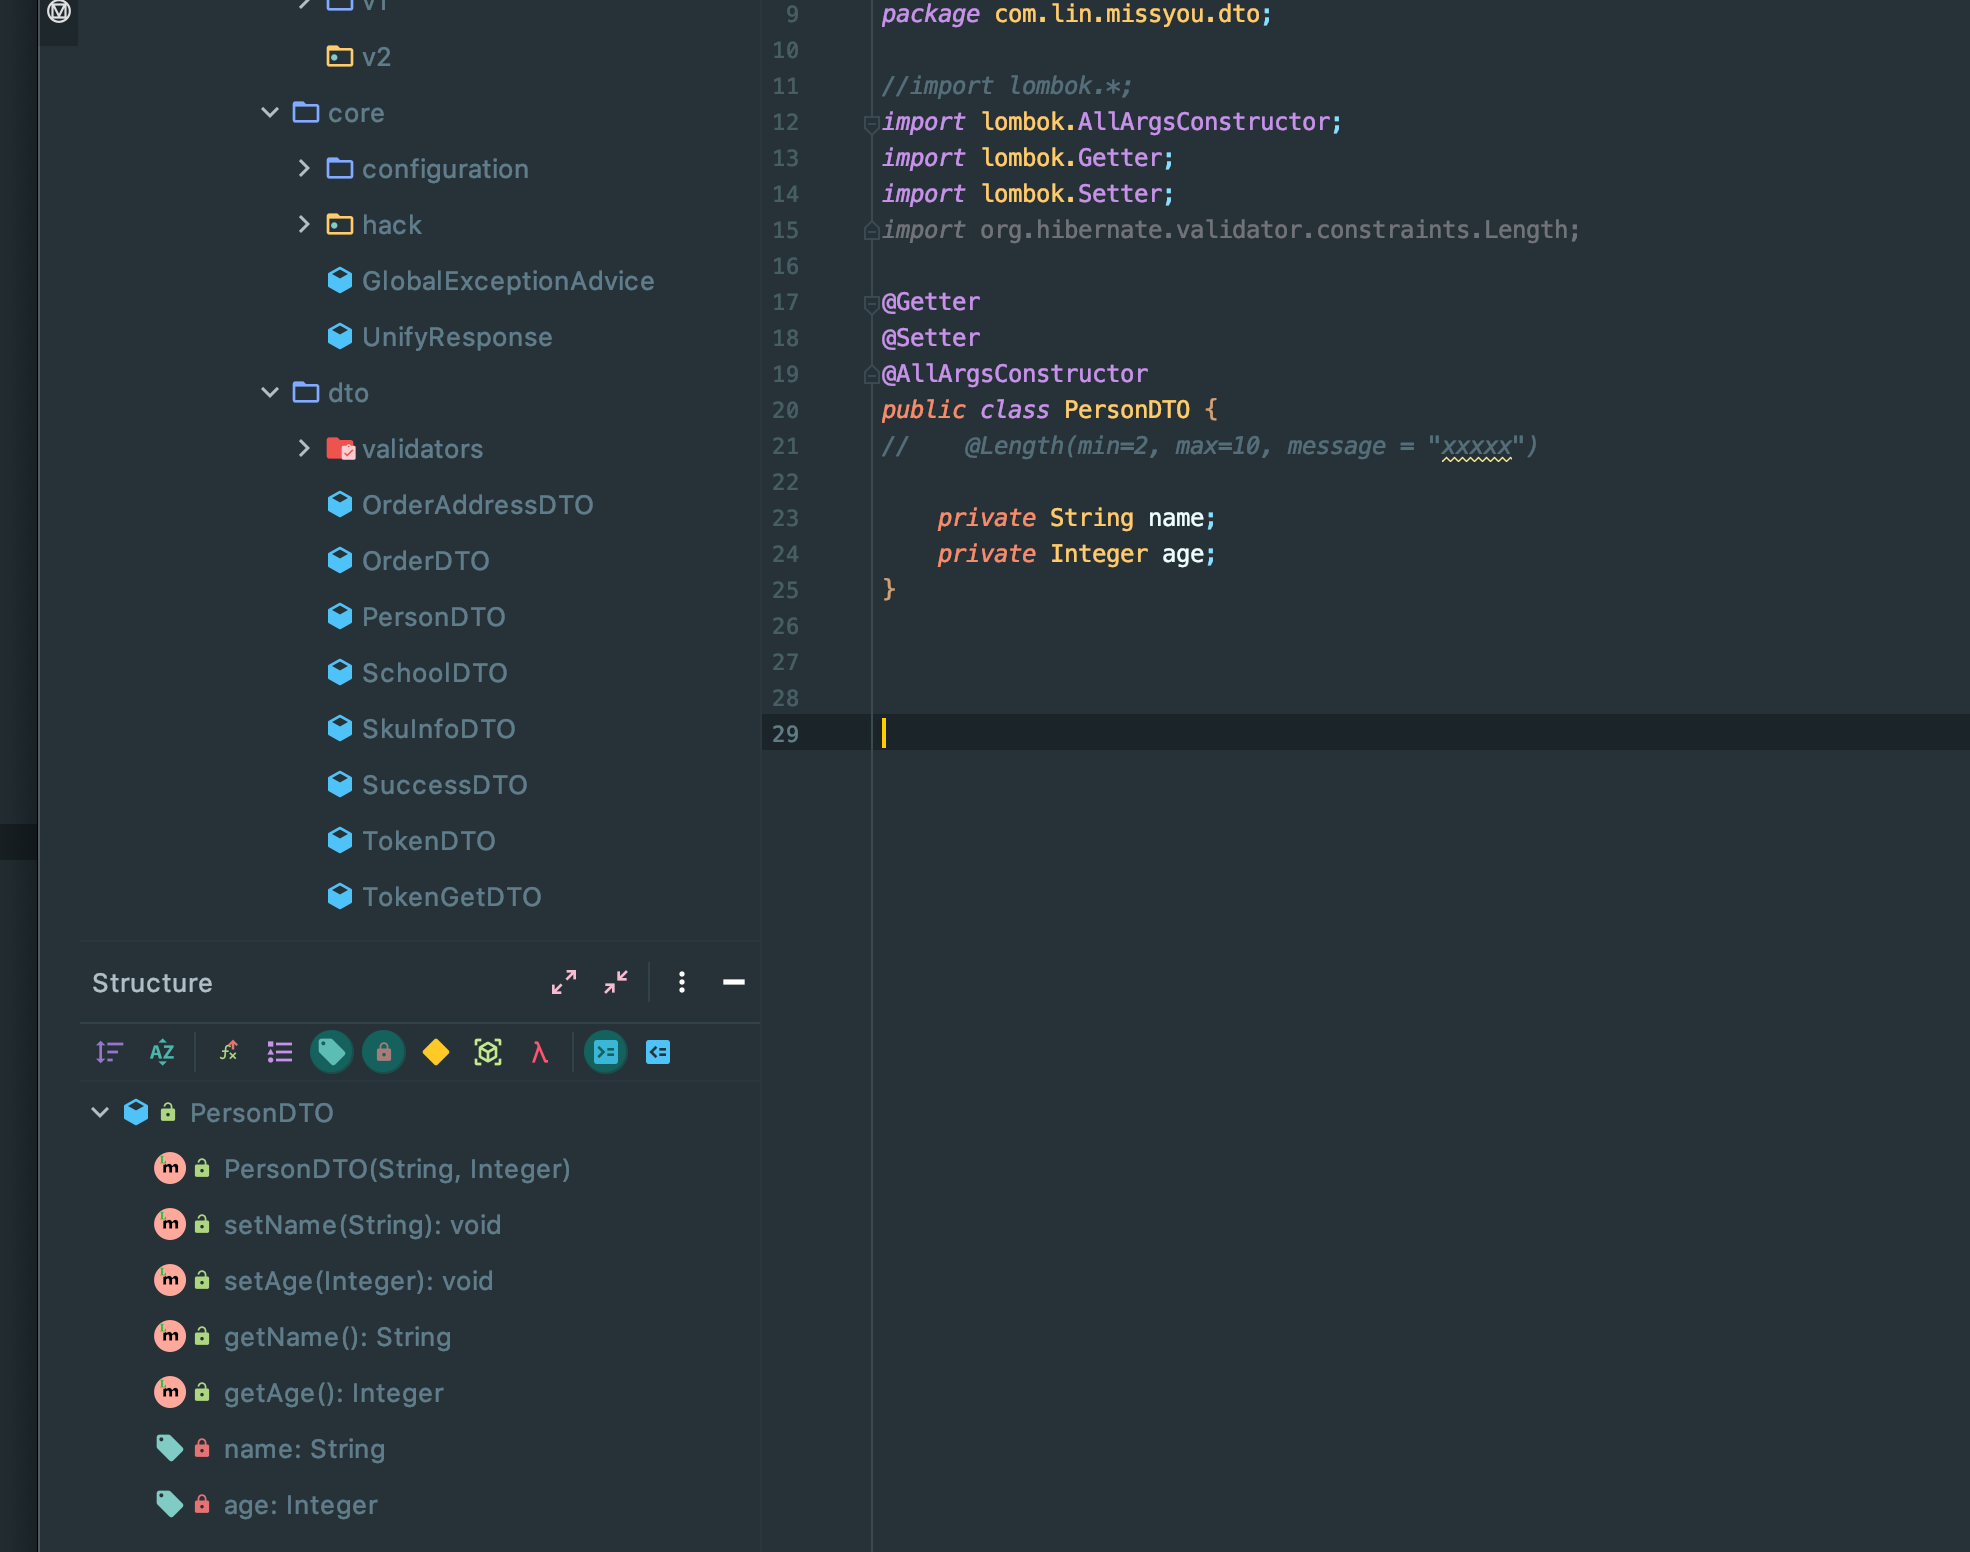 v1
v2
core
configuration
hack
GlobalExceptionAdvice
UnifyResponse
dto
validators
OrderAddressDTO
OrderDTO
PersonDTO
SchoolDTO
SkuInfoDTO
SuccessDTO
TokenDTO
TokenGetDTO
Structure
PersonDTO
PersonDTO(String, Integer)
setName(String): void
setAge(Integer): void
getName(): String
getAge(): Integer
name: String
age: Integer
9 package com.lin.missyou.dto;
10
11 //import lombok.*;
12 import lombok.AllArgsConstructor;
13 import lombok.Getter;
14 import lombok.Setter;
15 import org.hibernate.validator.constraints.Length;
16
17 @Getter
18 @Setter
19 @AllArgsConstructor
20 public class PersonDTO {
21 //    @Length(min=2, max=10, message = "xxxxx")
22
23     private String name;
24     private Integer age;
25 }
26
27
28
29